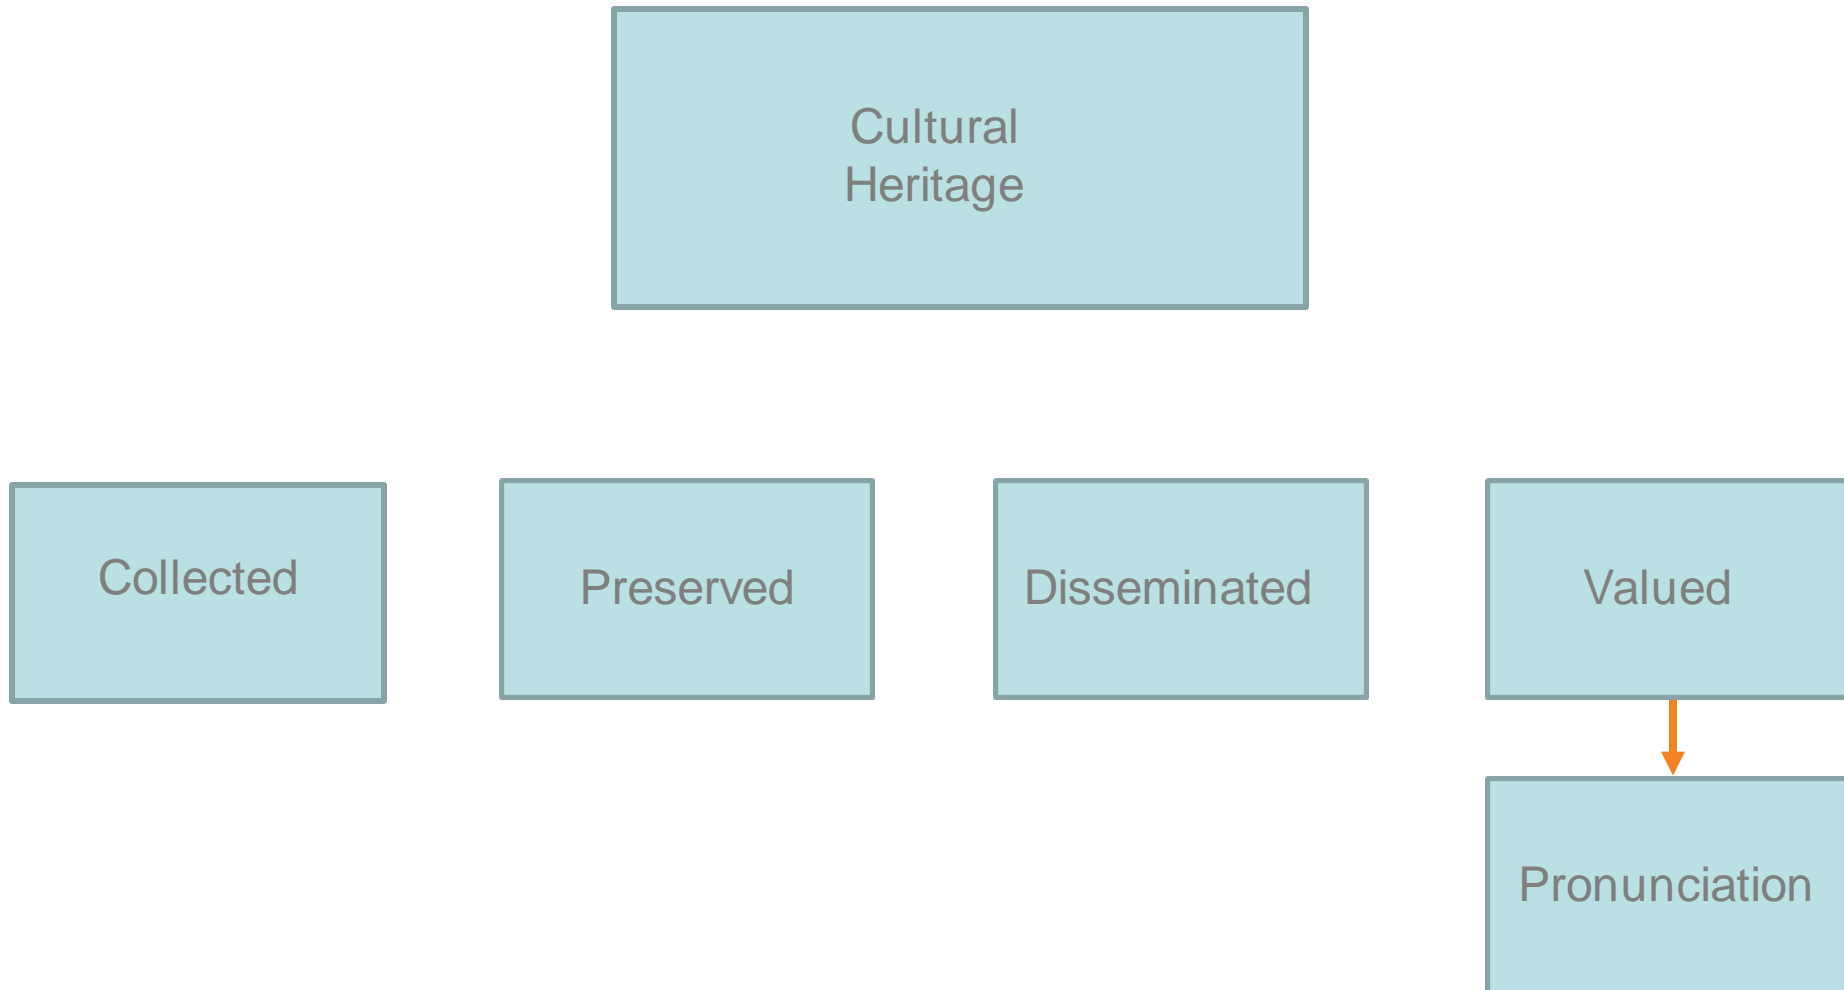 Cultural
Heritage
Collected
Preserved
Disseminated
Valued
Pronunciation